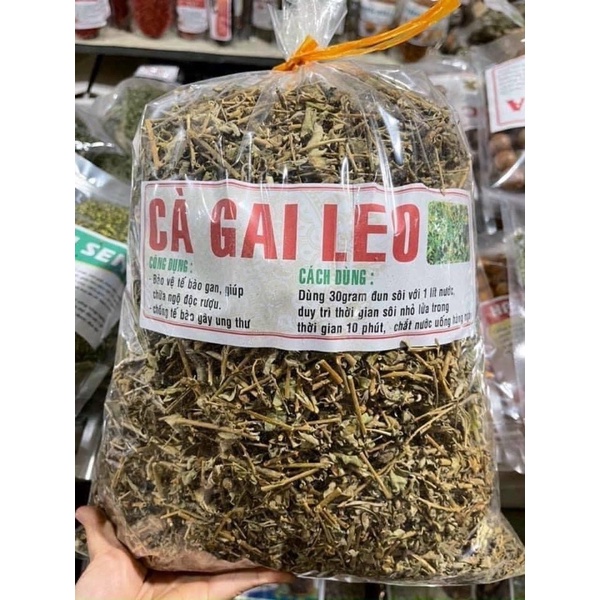 CÀ GAI LEO
CÔNG DỤNG :
- Bảo vệ tế bào gan, giúp
chữa ngộ độc rượu.
- chống tế bào gây ung thư
CÁCH DÙNG :
Dùng 30gram đun sôi với 1 lít nước,
duy trì thời gian sôi nhỏ lửa trong
thời gian 10 phút, chắt nước uống hàng
SEN